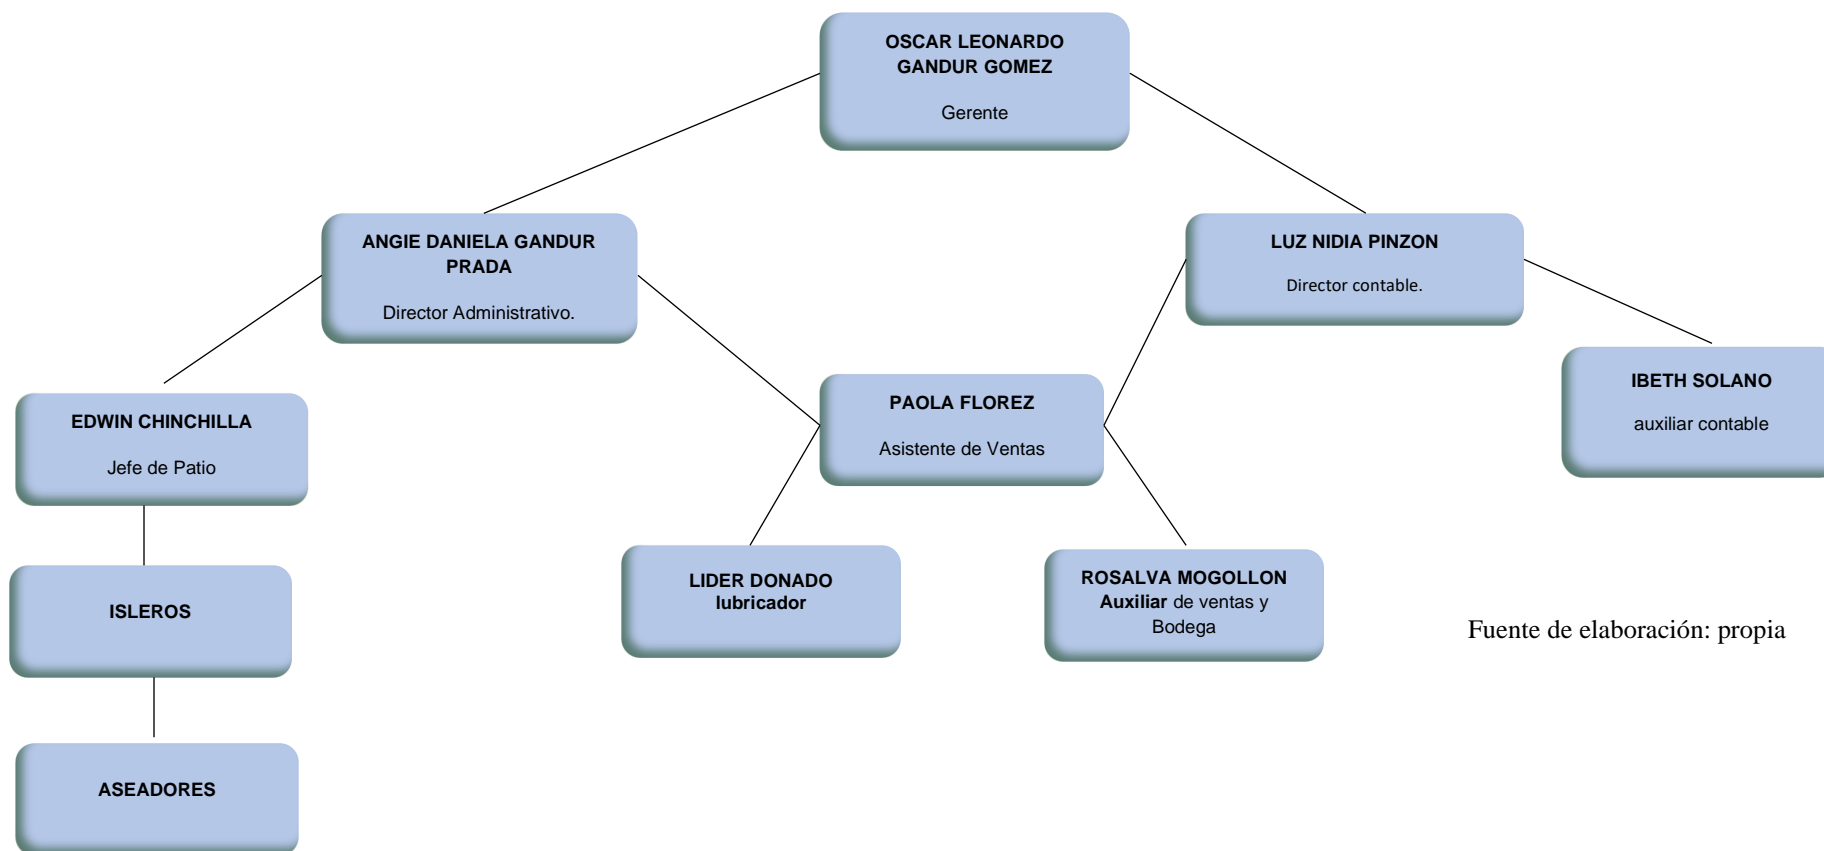 OSCAR LEONARDO
GANDUR GOMEZ
Gerente
ANGIE DANIELA GANDUR
PRADA
Director Administrativo.
LUZ NIDIA PINZON
Director contable.
EDWIN CHINCHILLA
Jefe de Patio
PAOLA FLOREZ
Asistente de Ventas
IBETH SOLANO
auxiliar contable
ISLEROS
LIDER DONADO
lubricador
ROSALVA MOGOLLON
Auxiliar de ventas y
Bodega
Fuente de elaboración: propia
ASEADORES